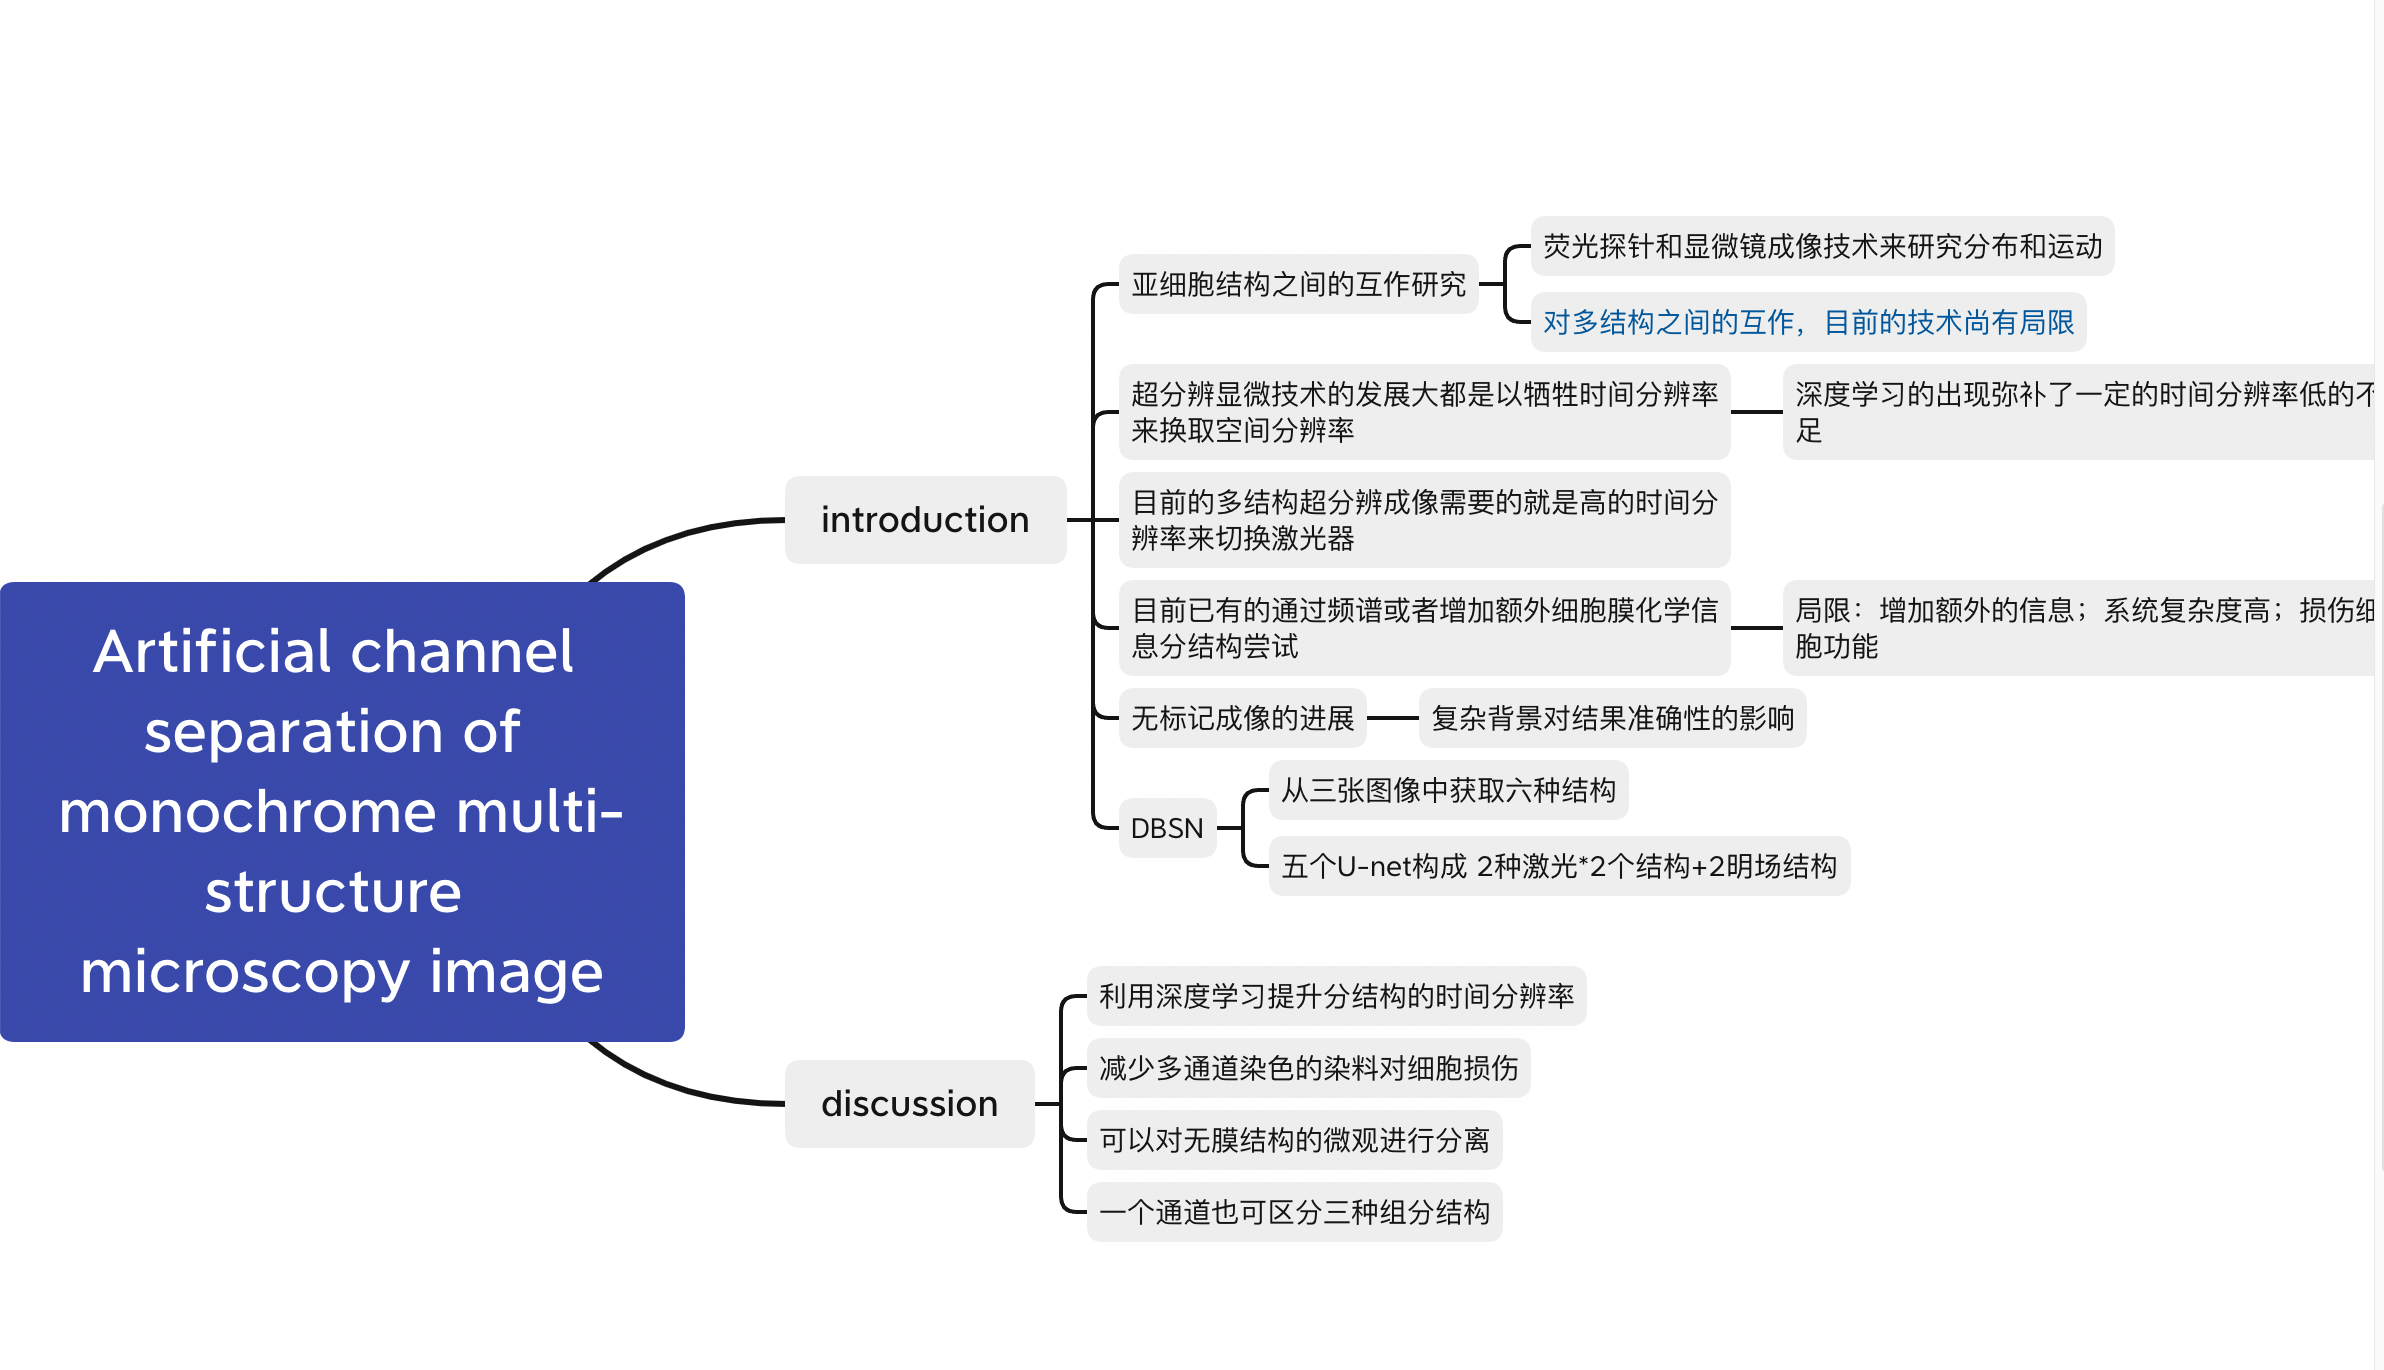 Artificial channel
separation of
monochrome multi-
structure
microscopy image
introduction
亚细胞结构之间的互作研究
荧光探针和显微镜成像技术来研究分布和运动
对多结构之间的互作，目前的技术尚有局限
超分辨显微技术的发展大都是以牺牲时间分辨率
来换取空间分辨率
深度学习的出现弥补了一定的时间分辨率低的不
足
目前的多结构超分辨成像需要的就是高的时间分
辨率来切换激光器
目前已有的通过频谱或者增加额外细胞膜化学信
息分结构尝试
局限：增加额外的信息；系统复杂度高；损伤细
胞功能
无标记成像的进展
复杂背景对结果准确性的影响
DBSN
从三张图像中获取六种结构
五个U-net构成 2种激光*2个结构+2明场结构
discussion
利用深度学习提升分结构的时间分辨率
减少多通道染色的染料对细胞损伤
可以对无膜结构的微观进行分离
一个通道也可区分三种组分结构